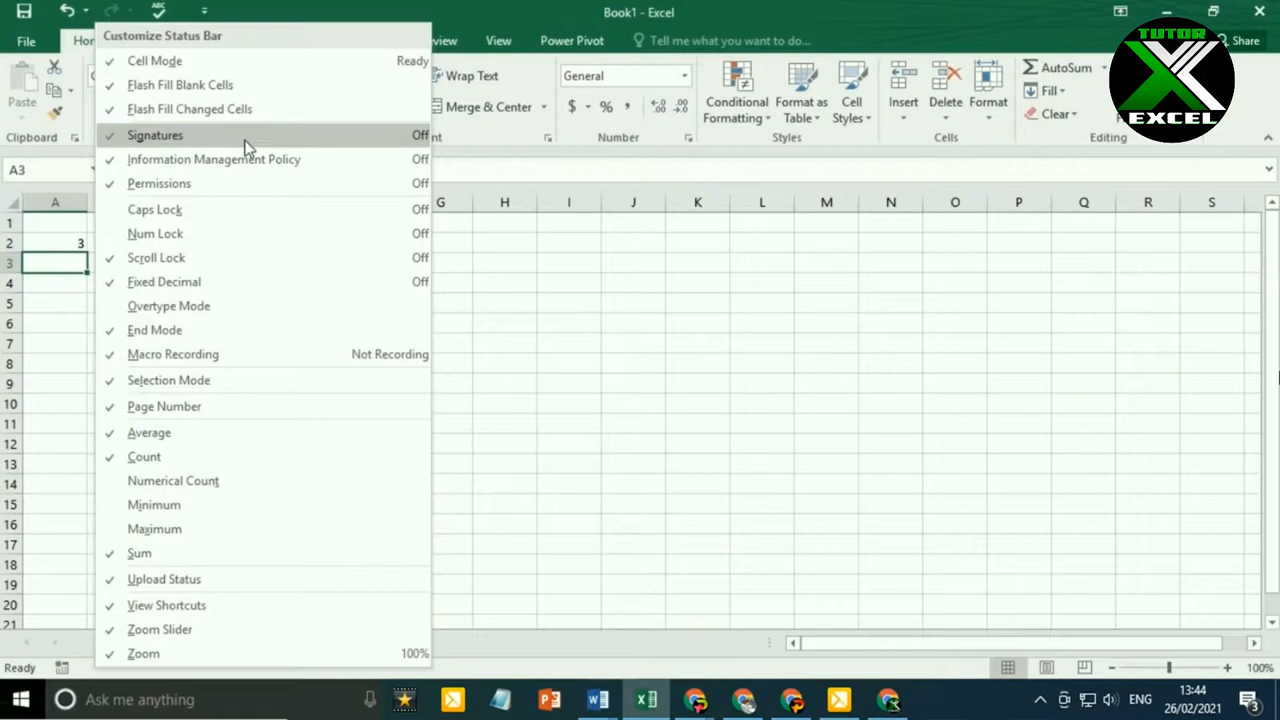 Book1 - Excel
File
Hon
view
View
Power Pivot
Tell me what you want to do...
Share
TUTOR
EXCEL
Paste
Clipboard
Wrap Text
Merge & Center
General
$
%
,
Number
Conditional
Formatting
Format as
Table
Cell
Styles
Styles
Insert
Delete
Format
Cells
AutoSum
Fill
Clear
Editing
A3
Customize Status Bar
Cell Mode Ready
Flash Fill Blank Cells
Flash Fill Changed Cells
Signatures Off
Information Management Policy Off
Permissions Off
Caps Lock Off
Num Lock Off
Scroll Lock Off
Fixed Decimal Off
Overtype Mode
End Mode
Macro Recording Not Recording
Selection Mode
Page Number
Average
Count
Numerical Count
Minimum
Maximum
Sum
Upload Status
View Shortcuts
Zoom Slider
Zoom 100%
A G H I J K L M N O P Q R S
1
2 3
3
4
5
6
7
8
9
10
11
12
13
14
15
16
17
18
19
20
21
Ready
100%
Ask me anything
ENG
13:44
26/02/2021
3